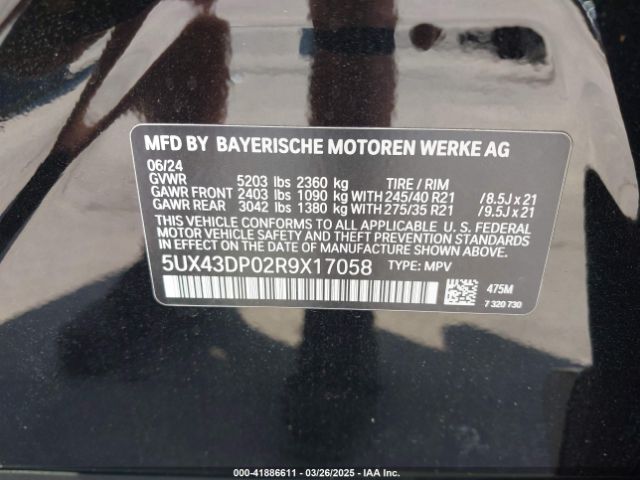 MFD BY BAYERISCHE MOTOREN WERKE AG
06/24
GVWR 5203 lbs 2360 kg TIRE / RIM
GAWR FRONT 2403 lbs 1090 kg WITH 245/40 R21 /8.5J x 21
GAWR REAR 3042 lbs 1380 kg WITH 275/35 R21 /9.5J x 21
THIS VEHICLE CONFORMS TO ALL APPLICABLE U. S. FEDERAL
MOTOR VEHICLE SAFETY, BUMPER, AND THEFT PREVENTION
STANDARDS IN EFFECT ON THE DATE OF MANUFACTURE SHOWN
ABOVE.
5UX43DP02R9X17058 TYPE: MPV
475M
7 320 730
000-41886611 - 03/26/2025 - IAA Inc.